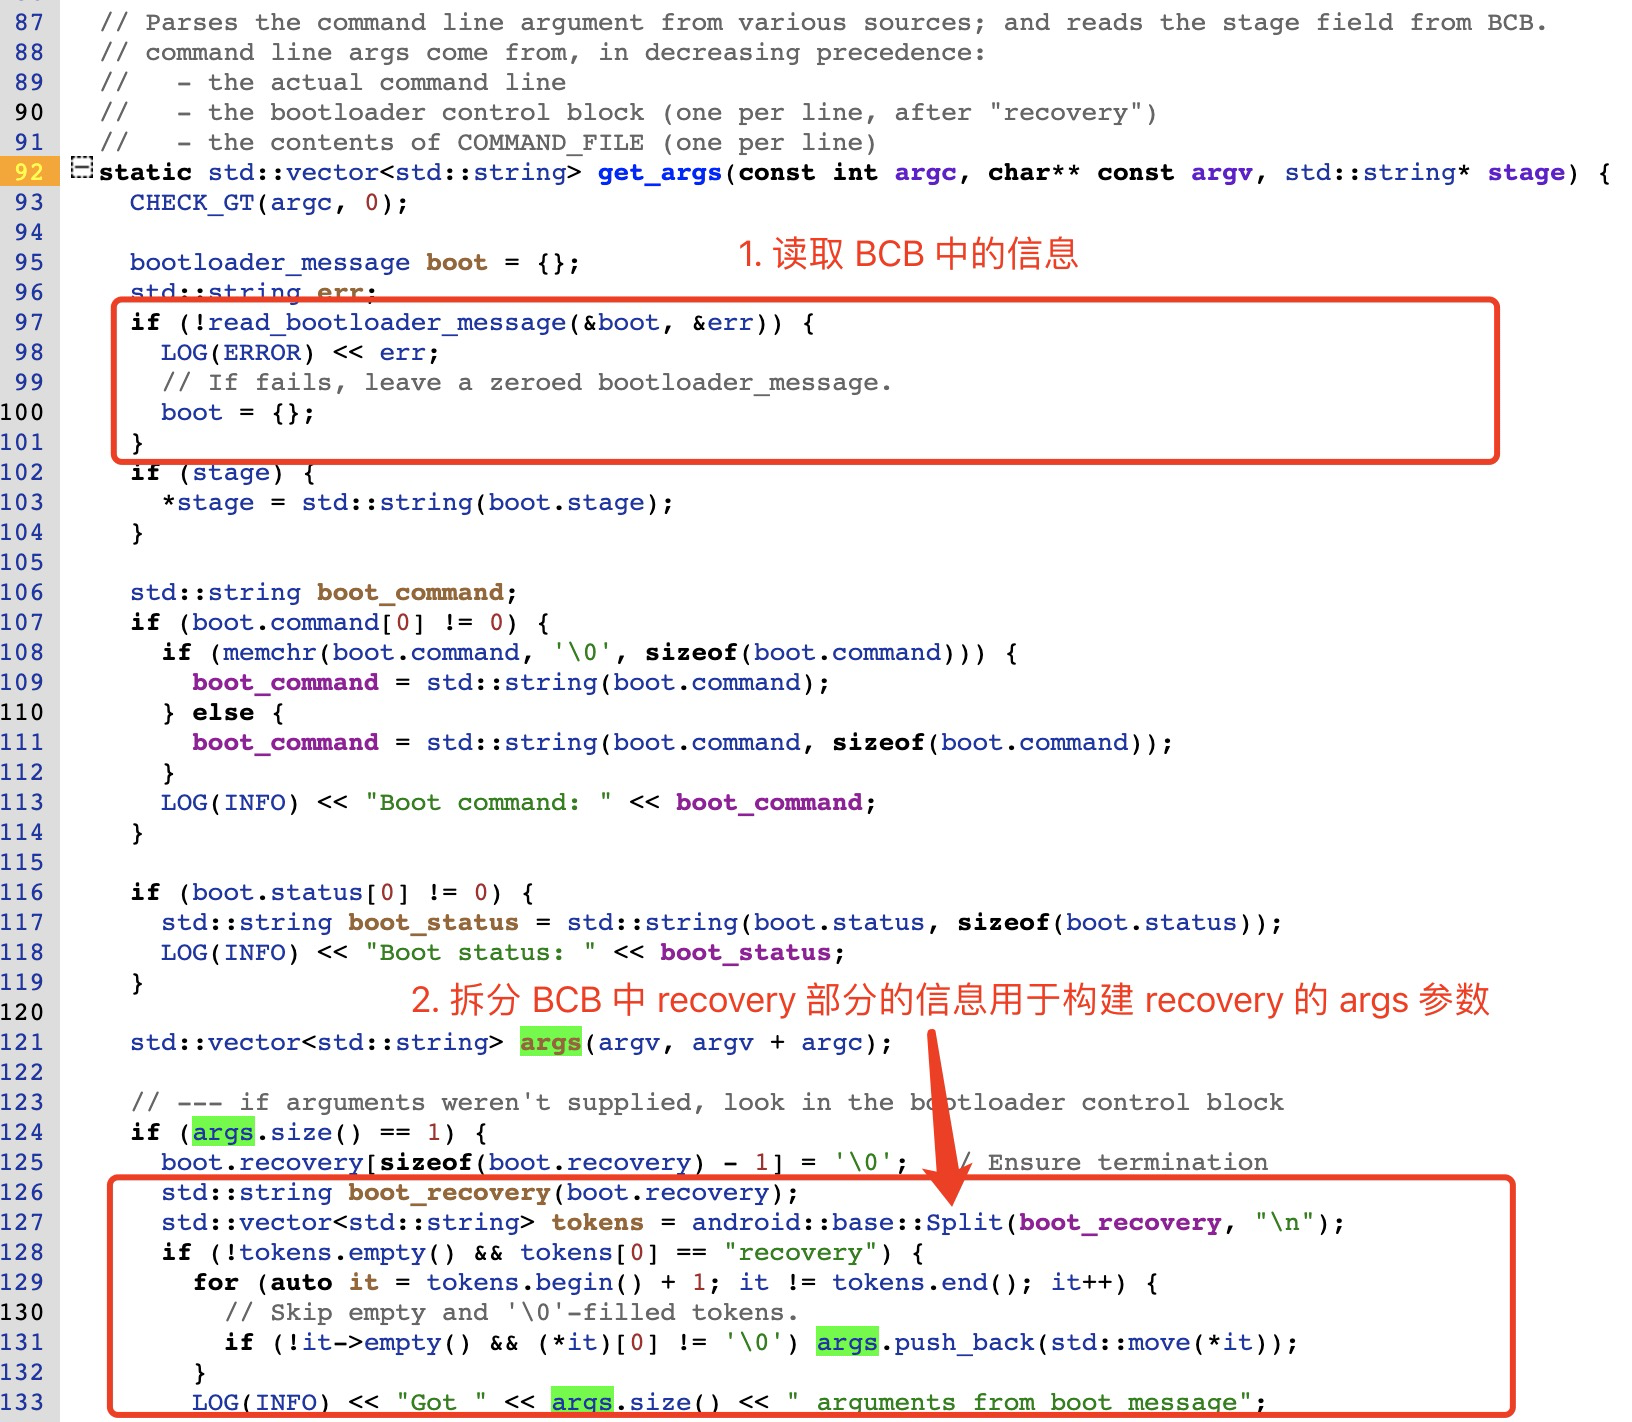 87 // Parses the command line argument from various sources; and reads the stage field from BCB.
88 // command line args come from, in decreasing precedence:
89 //   - the actual command line
90 //   - the bootloader control block (one per line, after "recovery")
91 //   - the contents of COMMAND_FILE (one per line)
92 static std::vector<std::string> get_args(const int argc, char** const argv, std::string* stage) {
93   CHECK_GT(argc, 0);
94
1. 读取 BCB 中的信息
95   bootloader_message boot = {};
96   std::string err;
97   if (!read_bootloader_message(&boot, &err)) {
98     LOG(ERROR) << err;
99     // If fails, leave a zeroed bootloader_message.
100     boot = {};
101   }
102   if (stage) {
103     *stage = std::string(boot.stage);
104   }
105
106   std::string boot_command;
107   if (boot.command[0] != 0) {
108     if (memchr(boot.command, '\0', sizeof(boot.command))) {
109       boot_command = std::string(boot.command);
110     } else {
111       boot_command = std::string(boot.command, sizeof(boot.command));
112     }
113     LOG(INFO) << "Boot command: " << boot_command;
114   }
115
116   if (boot.status[0] != 0) {
117     std::string boot_status = std::string(boot.status, sizeof(boot.status));
118     LOG(INFO) << "Boot status: " << boot_status;
119   }
2. 拆分 BCB 中 recovery 部分的信息用于构建 recovery 的 args 参数
120
121   std::vector<std::string> args(argv, argv + argc);
122
123   // --- if arguments weren't supplied, look in the bootloader control block
124   if (args.size() == 1) {
125     boot.recovery[sizeof(boot.recovery) - 1] = '\0';  // Ensure termination
126     std::string boot_recovery(boot.recovery);
127     std::vector<std::string> tokens = android::base::Split(boot_recovery, "\n");
128     if (!tokens.empty() && tokens[0] == "recovery") {
129       for (auto it = tokens.begin() + 1; it != tokens.end(); it++) {
130         // Skip empty and '\0'-filled tokens.
131         if (!it->empty() && (*it)[0] != '\0') args.push_back(std::move(*it));
132       }
133       LOG(INFO) << "Got " << args.size() << " arguments from boot message";